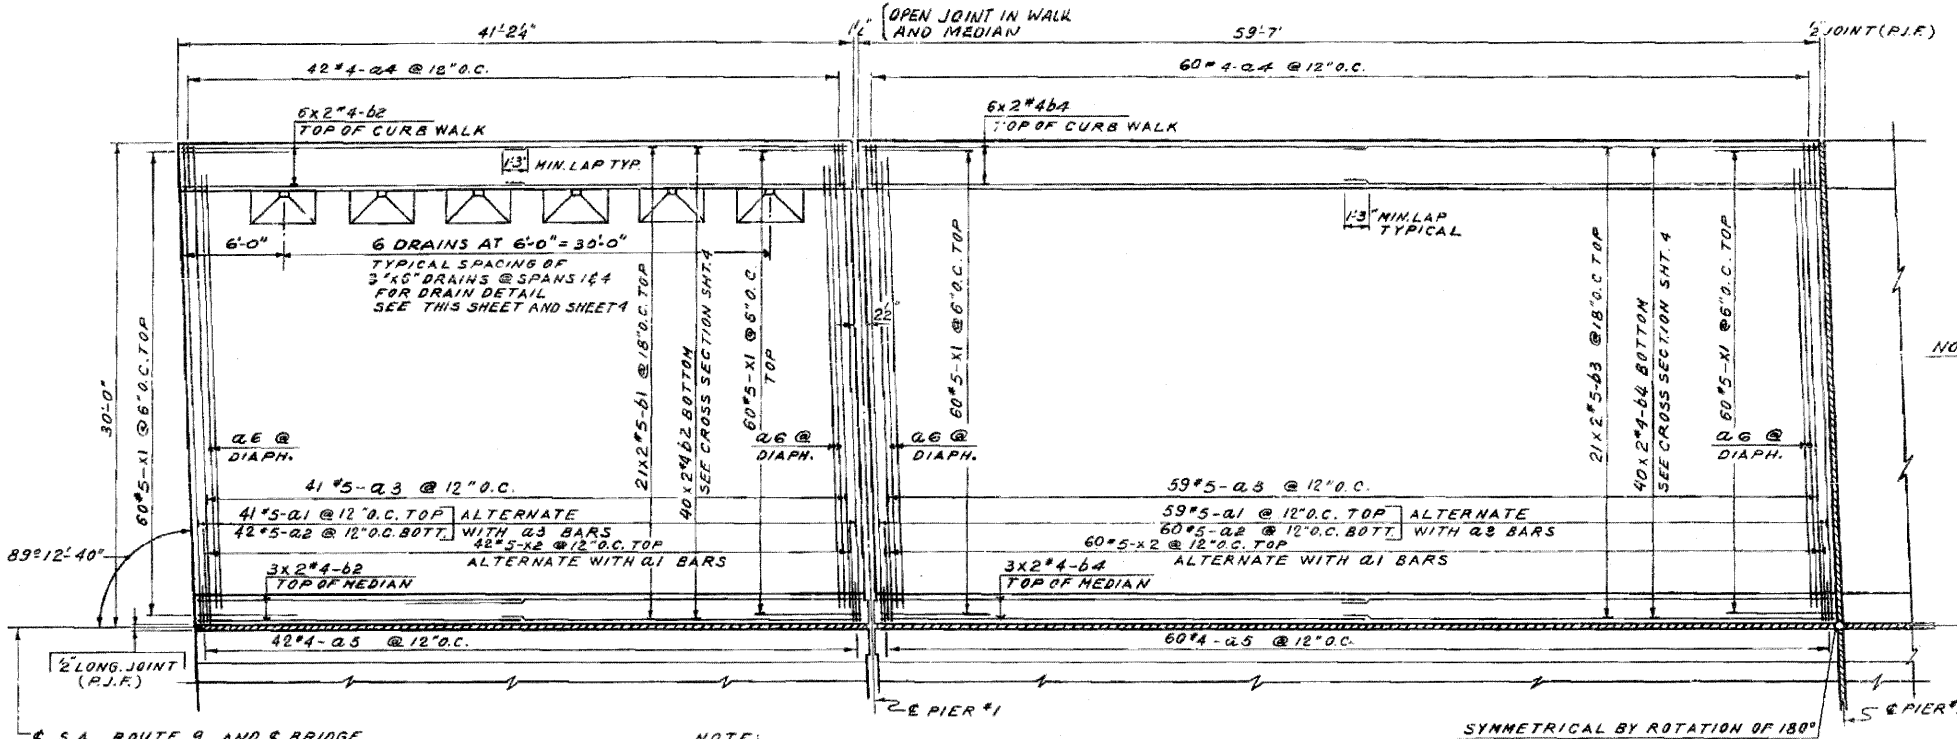 41'-2¼"
1½"
OPEN JOINT IN WALK
AND MEDIAN
59'-7"
½" JOINT (P.J.F.)
42 #4-a4 @ 12" O.C.
60 #4-a4 @ 12" O.C.
6x2 #4-b2
TOP OF CURB WALK
6x2 #4b4
TOP OF CURB WALK
1'-3" MIN. LAP TYP.
1'-3" MIN. LAP
TYPICAL
6'-0"
6 DRAINS AT 6'-0" = 30'-0"
TYPICAL SPACING OF
3"x6" DRAINS @ SPANS 1&4
FOR DRAIN DETAIL
SEE THIS SHEET AND SHEET 4
30'-0"
60 #5-X1 @ 6" O.C. TOP
21x2 #5-b1 @ 18" O.C. TOP
40x2 #4b2 BOTTOM
SEE CROSS SECTION SHT. 4
60 #5-X1 @ 6" O.C.
TOP
2½"
60 #5-X1 @ 6" O.C. TOP
21x2 #5-b3 @ 18" O.C TOP
40x2 #4-b4 BOTTOM
SEE CROSS SECTION SHT. 4
60 #5-X1 @ 6" O.C. TOP
NO
a6 @
DIAPH.
a6 @
DIAPH.
a6 @
DIAPH.
a6 @
DIAPH.
41 #5-a3 @ 12" O.C.
59 #5-a3 @ 12" O.C.
41 #5-a1 @ 12" O.C. TOP ALTERNATE
42 #5-a2 @ 12" O.C. BOTT. WITH a3 BARS
42 #5-X2 @ 12" O.C. TOP
ALTERNATE WITH a1 BARS
59 #5-a1 @ 12" O.C. TOP ALTERNATE
60 #5-a2 @ 12" O.C. BOTT. WITH a3 BARS
60 #5-X2 @ 12" O.C. TOP
ALTERNATE WITH a1 BARS
89°12'-40"
3x2 #4-b2
TOP OF MEDIAN
3x2 #4-b4
TOP OF MEDIAN
42 #4-a5 @ 12" O.C.
60 #4-a5 @ 12" O.C.
½" LONG. JOINT
(P.J.F.)
℄ PIER #1
℄ PIER #
SYMMETRICAL BY ROTATION OF 180°
℄ S.A. ROUTE 9 AND ℄ BRIDGE
NOTE: